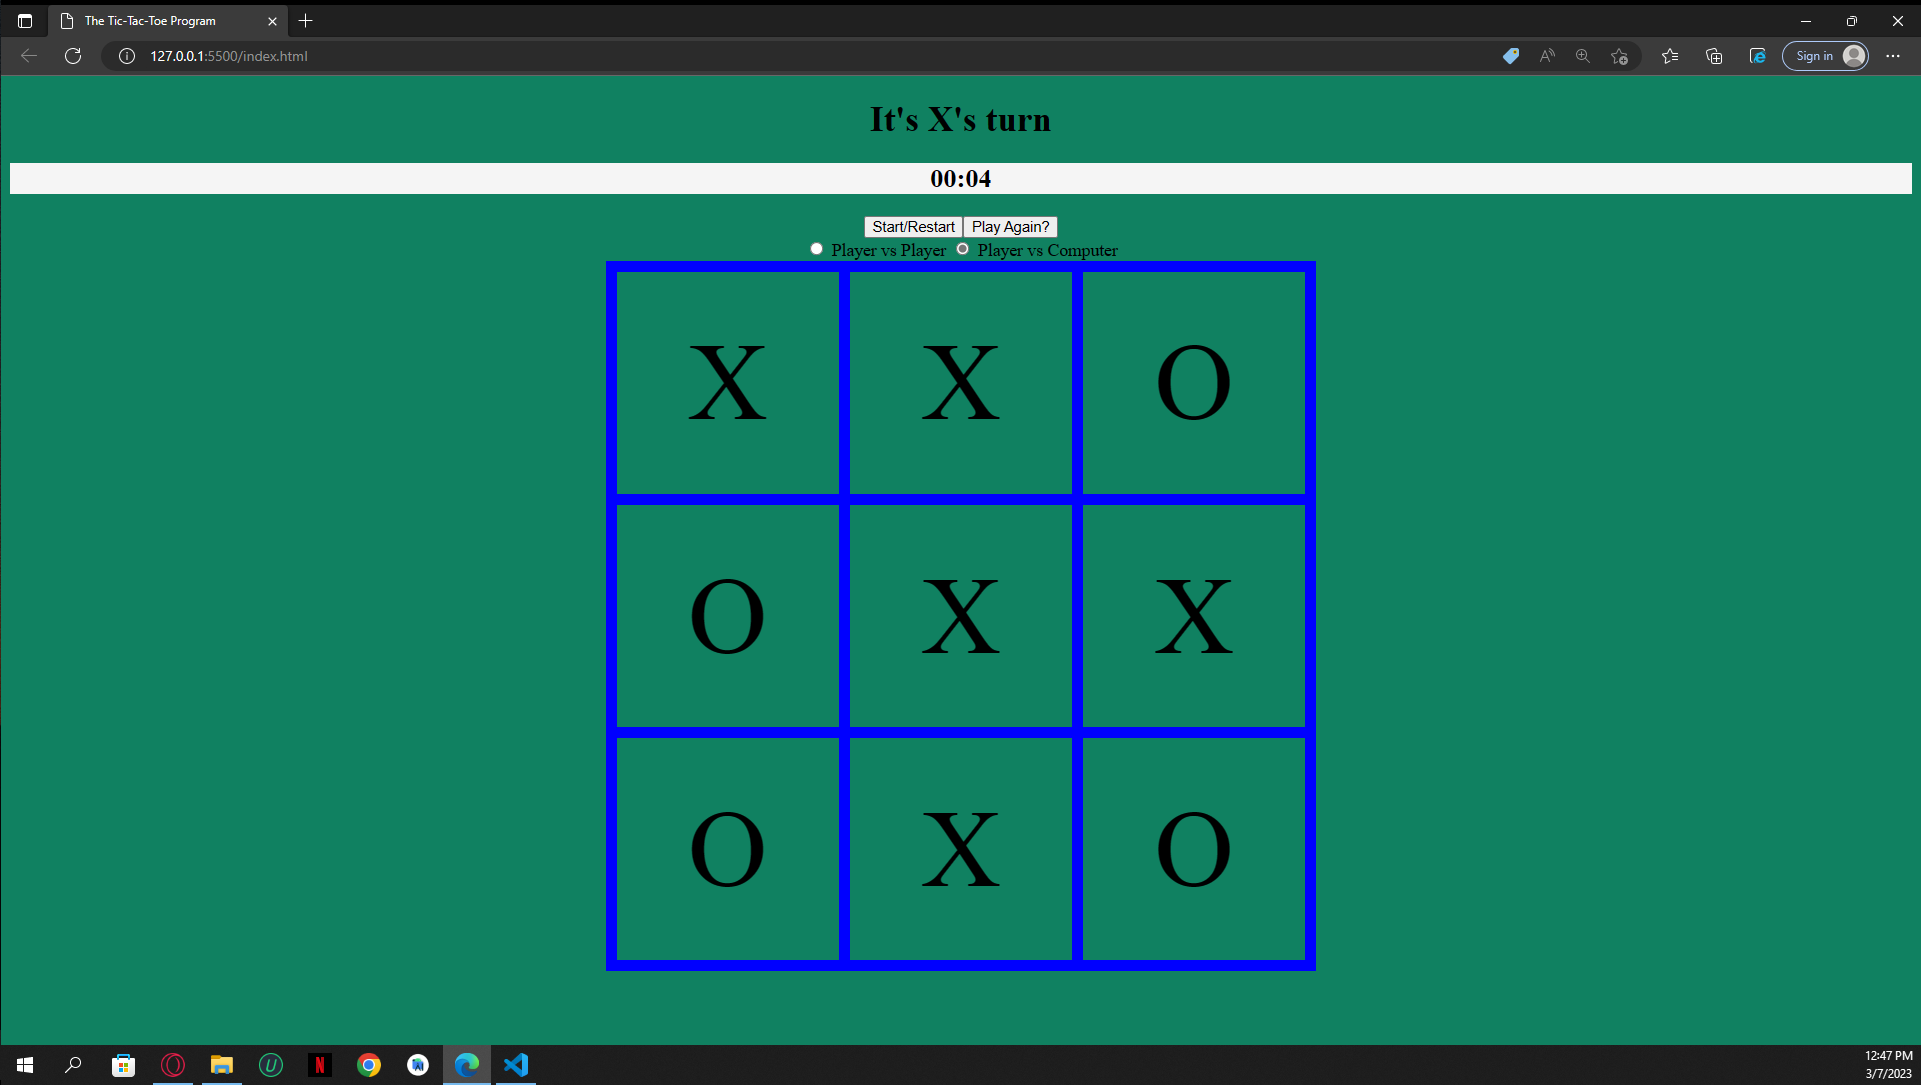 The Tic-Tac-Toe Program
127.0.0.1:5500/index.html
Sign in
It's X's turn
00:04
Start/Restart Play Again?
Player vs Player Player vs Computer
X X O
O X X
O X O
12:47 PM
3/7/2023